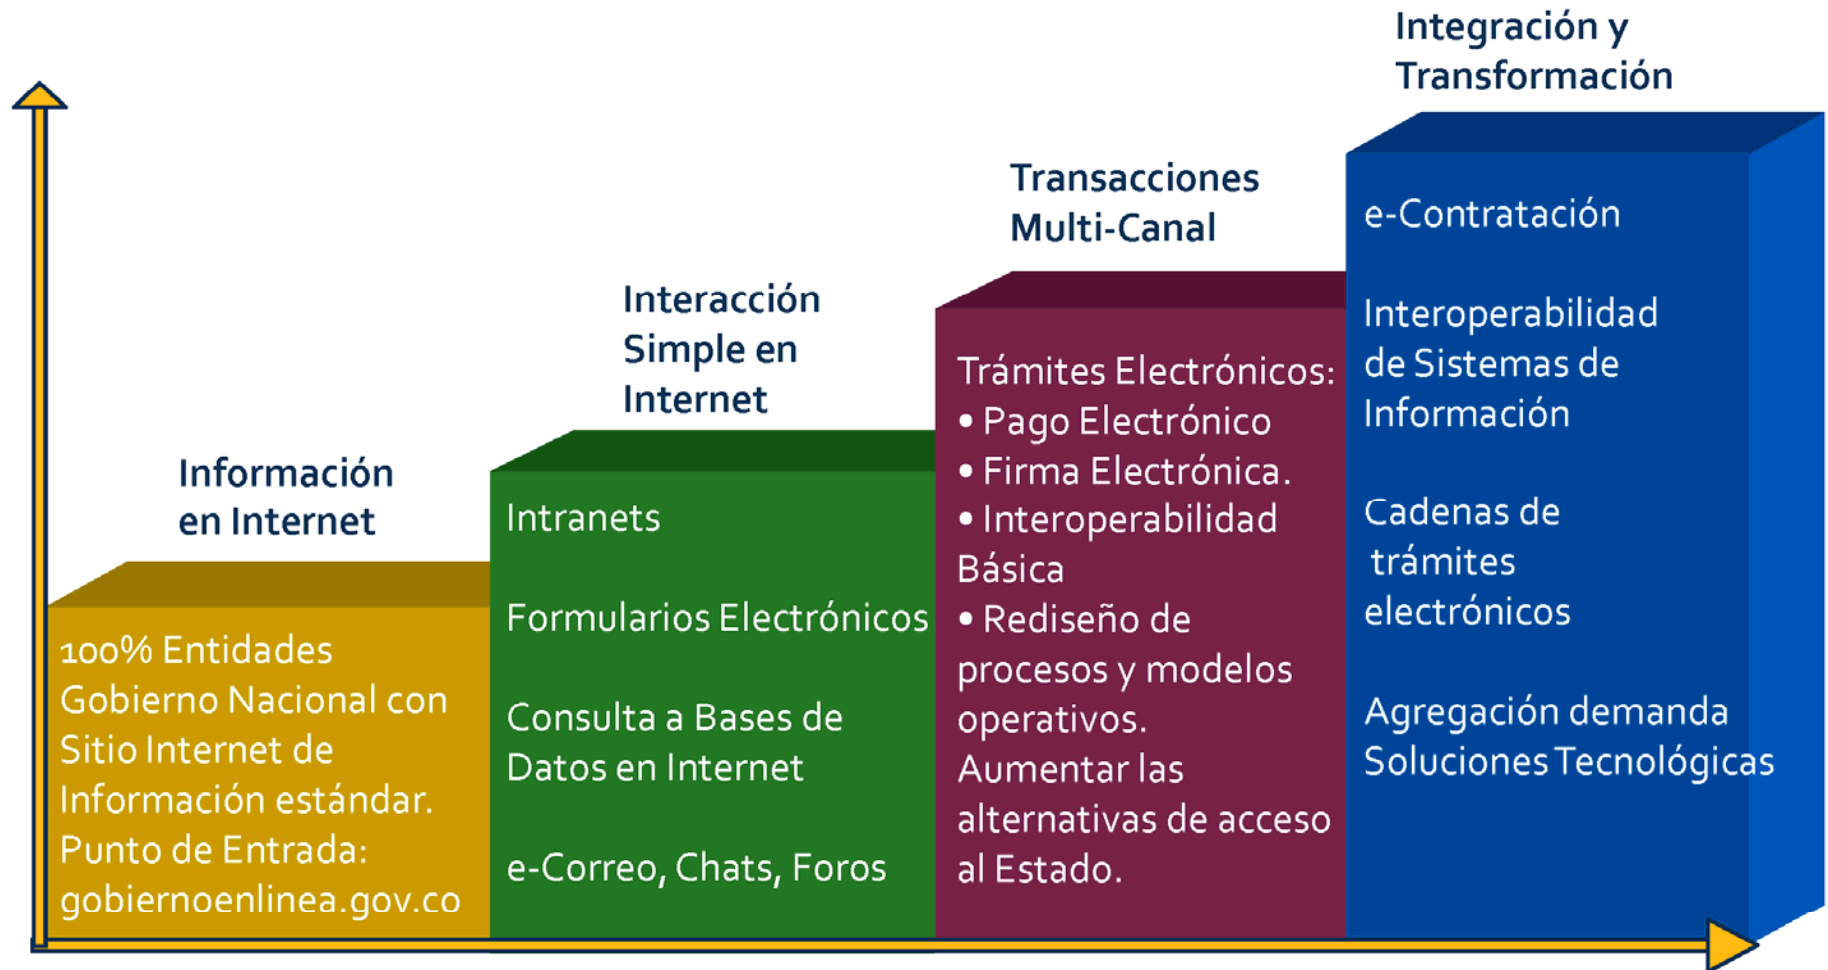 Información
en Internet
100% Entidades
Gobierno Nacional con
Sitio Internet de
Información estándar.
Punto de Entrada:
gobiernoenlinea.gov.co
Interacción
Simple en
Internet
Intranets
Formularios Electrónicos
Consulta a Bases de
Datos en Internet
e-Correo, Chats, Foros
Transacciones
Multi-Canal
Trámites Electrónicos:
• Pago Electrónico
• Firma Electrónica.
• Interoperabilidad
Básica
• Rediseño de
procesos y modelos
operativos.
Aumentar las
alternativas de acceso
al Estado.
Integración y
Transformación
e-Contratación
Interoperabilidad
de Sistemas de
Información
Cadenas de
trámites
electrónicos
Agregación demanda
Soluciones Tecnológicas